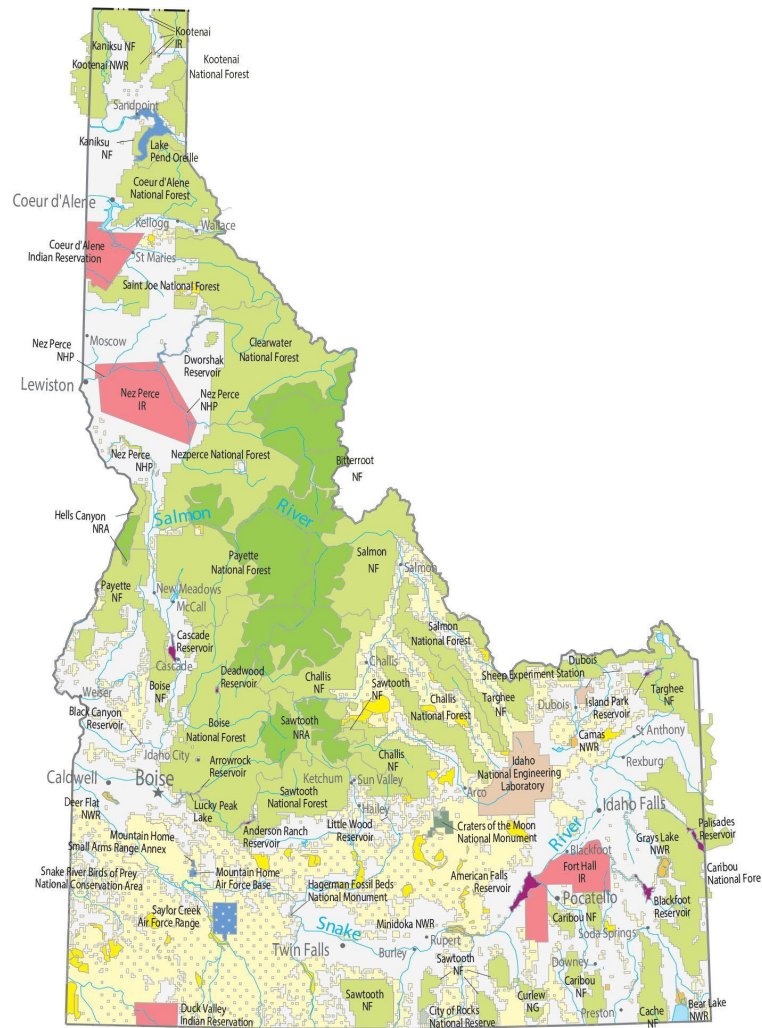 Kootenai
IR
Kaniksu NF
Kootenai NWR
Kootenai
National Forest
Sandpoint
Kaniksu
NF
Lake
Pend Oreille
Coeur d'Alene
National Forest
Coeur d'Alene
Kellogg
Wallace
Coeur d'Alene
Indian Reservation
St Maries
Saint Joe National Forest
Moscow
Nez Perce
NHP
Clearwater
National Forest
Dworshak
Reservoir
Lewiston
Nez Perce
IR
Nez Perce
NHP
Nez Perce
NHP
Nezperce National Forest
Bitterroot
NF
Hells Canyon
NRA
Salmon
River
Payette
National Forest
Salmon
NF
Salmon
Payette
NF
New Meadows
McCall
Salmon
National Forest
Cascade
Reservoir
Cascade
Challis
Dubois
Sheep Experiment Station
Deadwood
Reservoir
Challis
NF
Sawtooth
NF
Targhee
NF
Island Park
Reservoir
Targhee
NF
Weiser
Boise
NF
Challis
National Forest
Dubois
Black Canyon
Reservoir
Boise
National Forest
Sawtooth
NRA
Camas
NWR
St Anthony
Idaho City
Challis
NF
Rexburg
Arrowrock
Reservoir
Idaho
National Engineering
Laboratory
Caldwell
Boise
Ketchum
Sun Valley
Arco
Deer Flat
NWR
Lucky Peak
Lake
Sawtooth
National Forest
Hailey
Idaho Falls
Anderson Ranch
Reservoir
Little Wood
Reservoir
Craters of the Moon
National Monument
River
Palisades
Reservoir
Mountain Home
Small Arms Range Annex
Grays Lake
NWR
Blackfoot
Snake River Birds of Prey
National Conservation Area
Mountain Home
Air Force Base
Hagerman Fossil Beds
National Monument
American Falls
Reservoir
Fort Hall
IR
Caribou
National Fore
Saylor Creek
Air Force Range
Pocatello
Blackfoot
Reservoir
Snake
Minidoka NWR
Caribou NF
Twin Falls
Rupert
Burley
Soda Springs
Sawtooth
NF
Downey
Sawtooth
NF
Caribou
NF
Duck Valley
Indian Reservation
City of Rocks
National Reserve
Curlew
NG
Preston
Cache
NF
Bear Lake
NWR